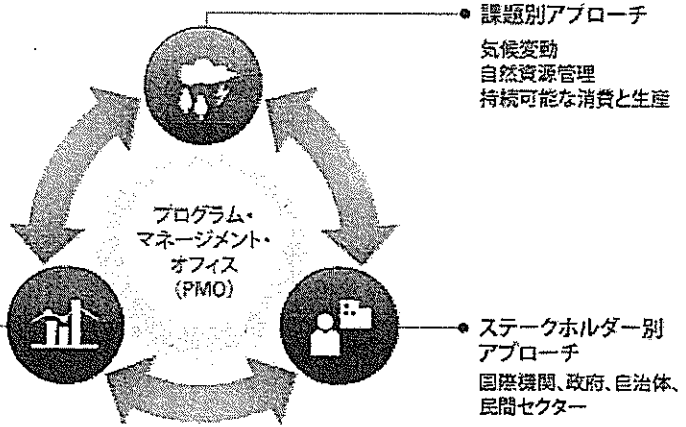 課題別アプローチ
気候変動
自然資源管理
持続可能な消費と生産
プログラム・
マネージメント・
オフィス
(PMO)
ステークホルダー別
アプローチ
国際機関、政府、自治体、
民間セクター